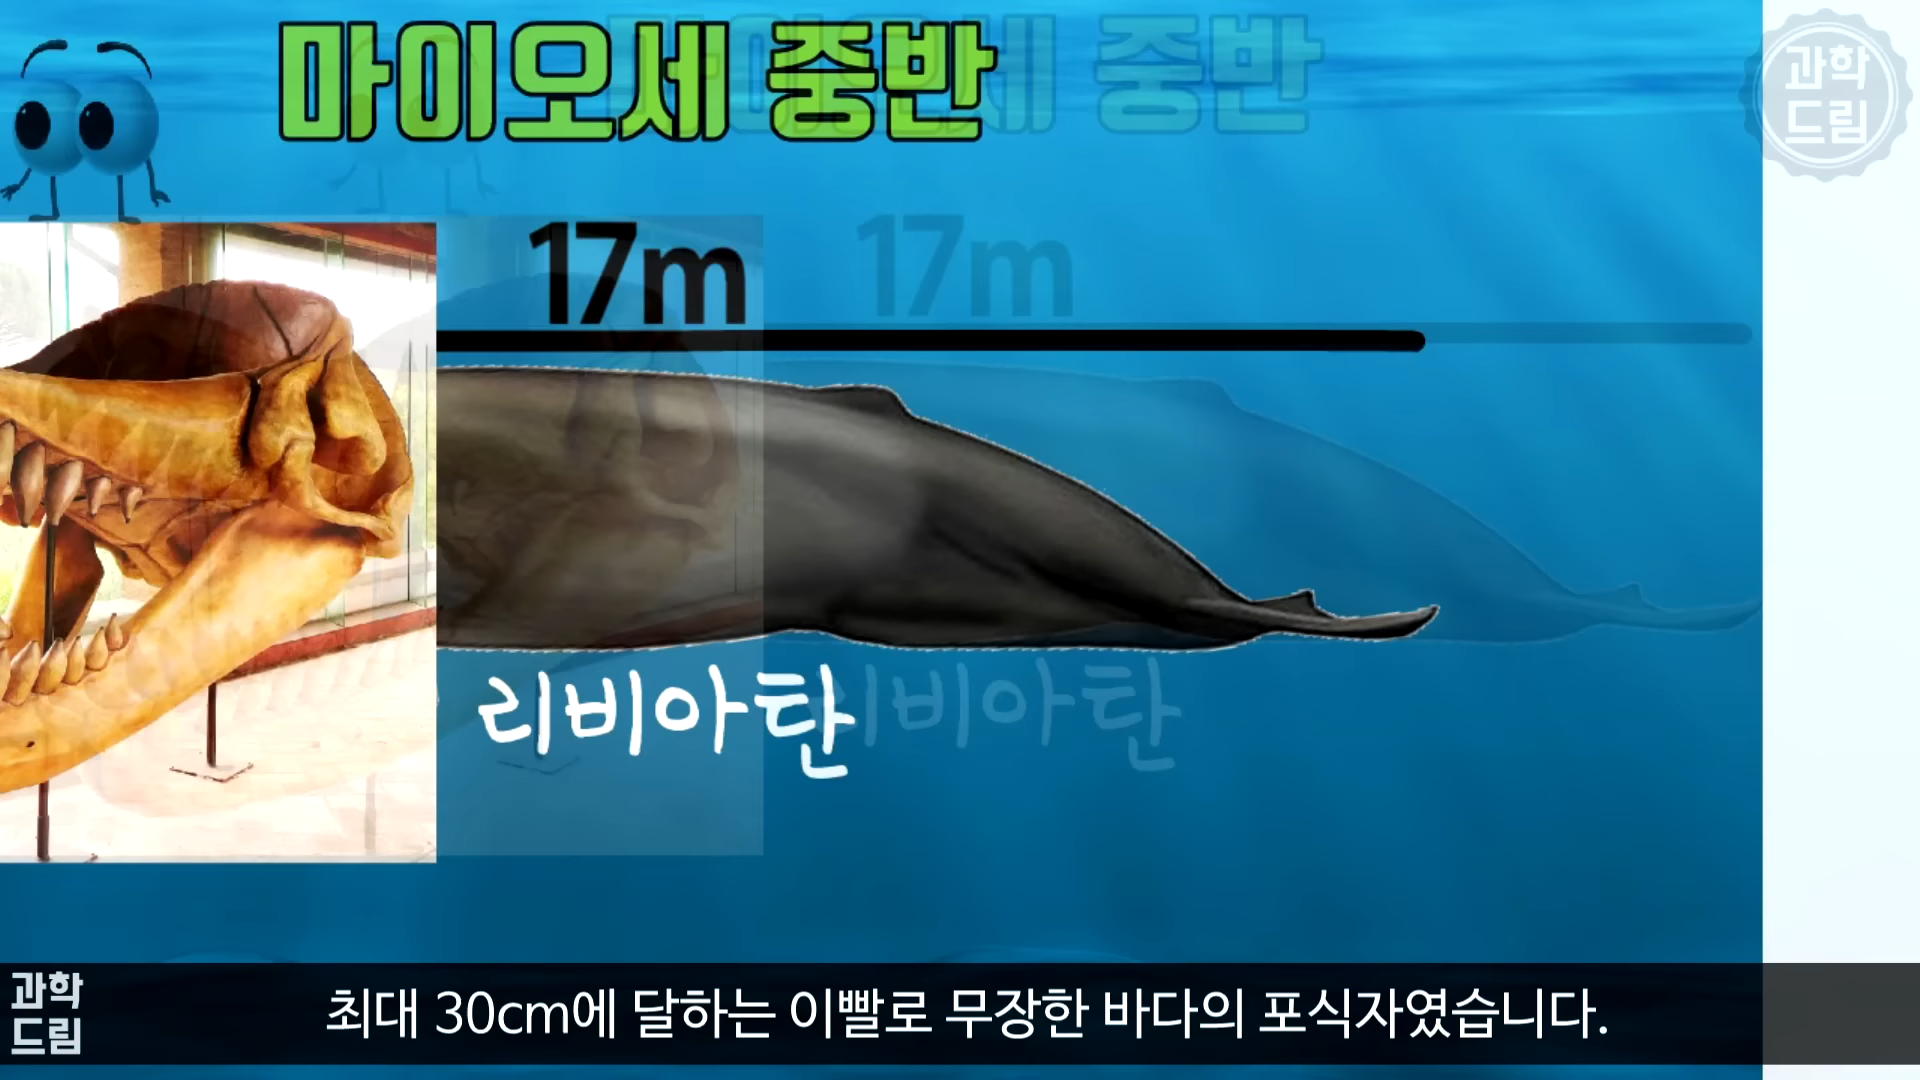 마이오세 중반
과학
드림
17m
리비아탄
과학
드림
최대 30cm에 달하는 이빨로 무장한 바다의 포식자였습니다.